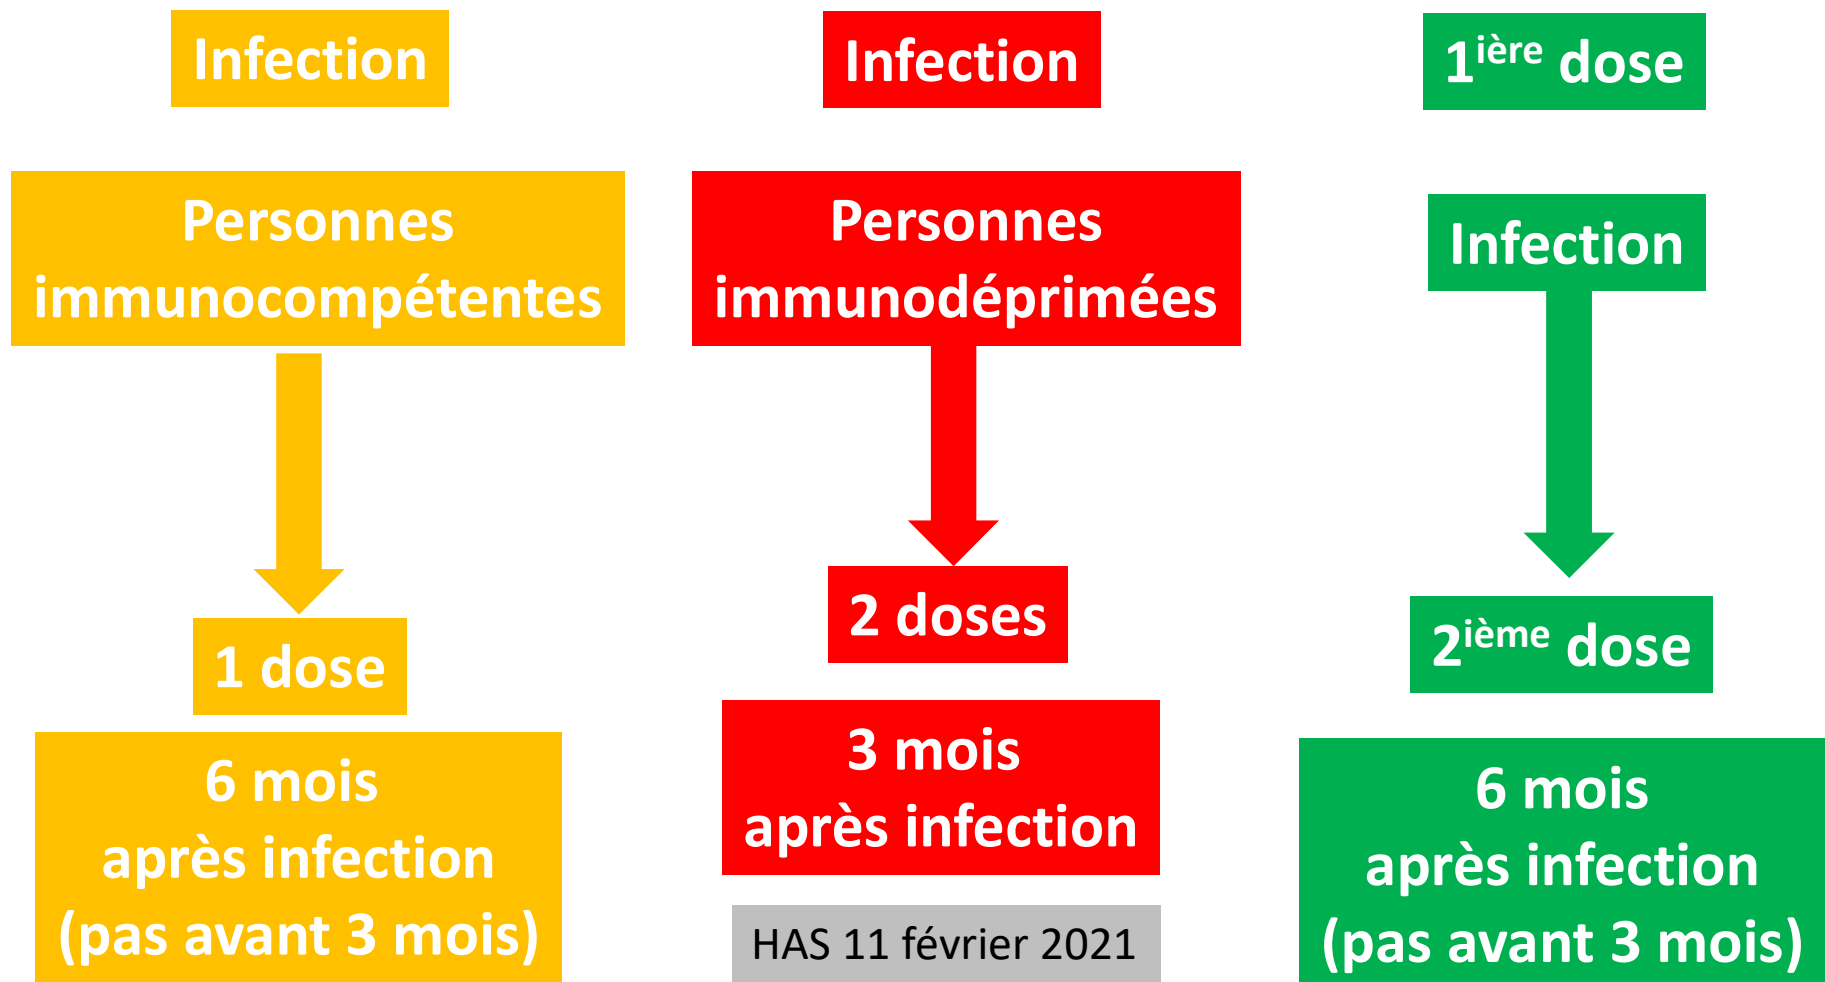 Infection
Personnes
immunocompétentes
1 dose
6 mois
après infection
(pas avant 3 mois)
Infection
Personnes
immunodéprimées
2 doses
3 mois
après infection
HAS 11 février 2021
1ière dose
Infection
2ième dose
6 mois
après infection
(pas avant 3 mois)